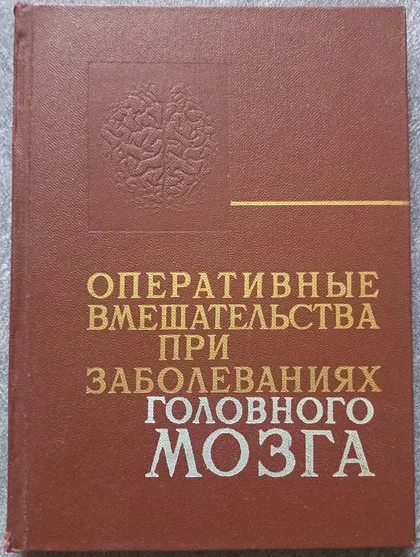 ОПЕРАТИВНЫЕ
ВМЕШАТЕЛЬСТВА
ПРИ
ЗАБОЛЕВАНИЯХ
ГОЛОВНОГО
МОЗГА